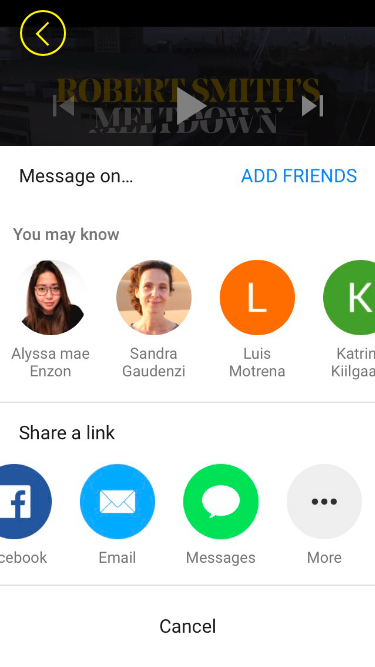 ROBERT SMITH'S
MELTDOWN
Message on...
ADD FRIENDS
You may know
L
K
Alyssa mae
Enzon
Sandra
Gaudenzi
Luis
Motrena
Katrin
Kiilgaa
Share a link
f
cebook
Email
Messages
More
Cancel